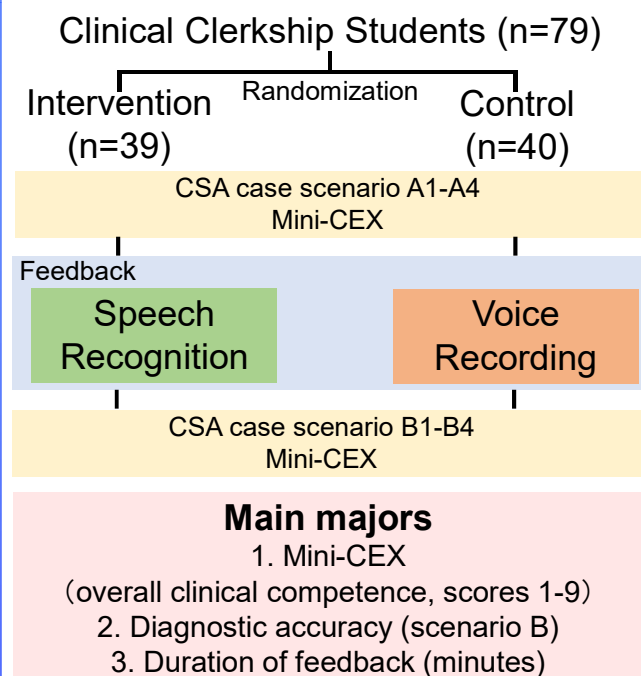 Clinical Clerkship Students (n=79)
Randomization
Intervention
(n=39)
Control
(n=40)
CSA case scenario A1-A4
Mini-CEX
Feedback
Speech
Recognition
Voice
Recording
CSA case scenario B1-B4
Mini-CEX
Main majors
1. Mini-CEX
（overall clinical competence, scores 1-9）
2. Diagnostic accuracy (scenario B)
3. Duration of feedback (minutes)